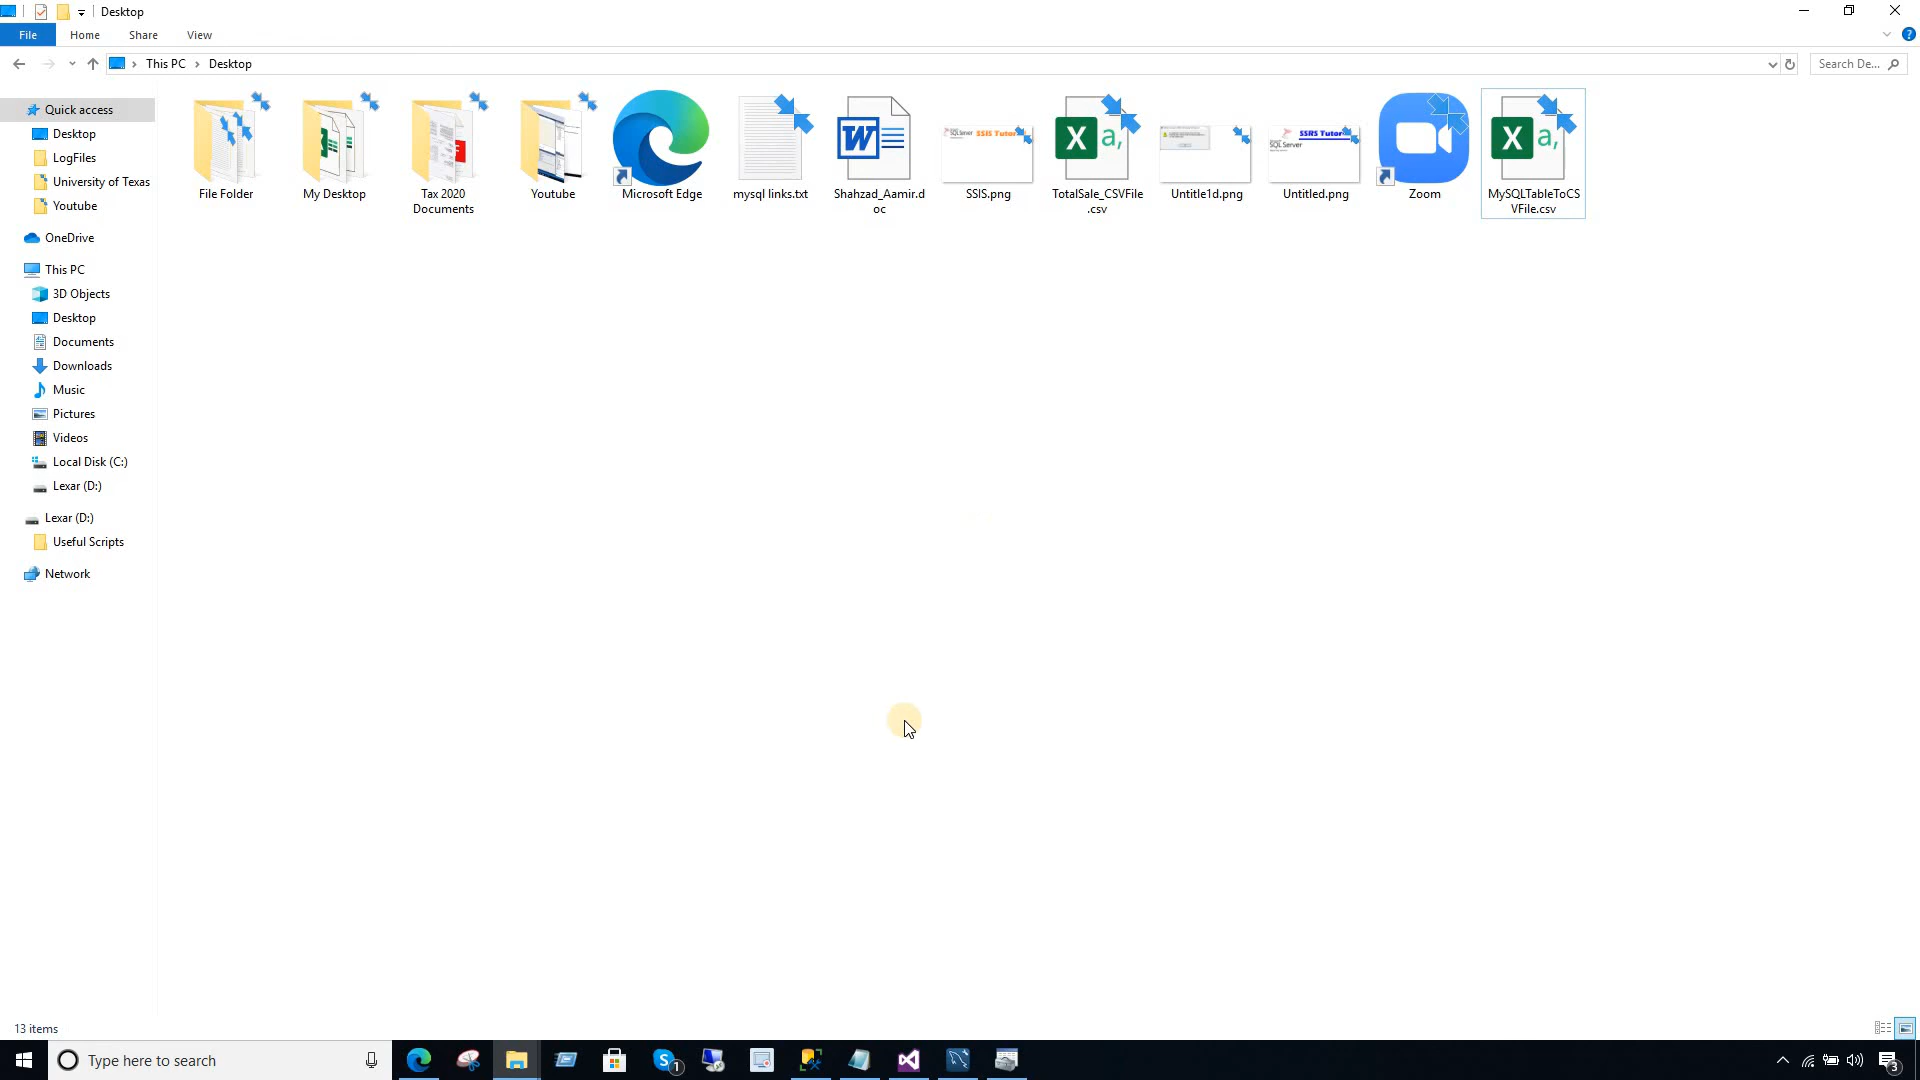 Desktop
File
Home
Share
View
This PC
Desktop
Search De...
Quick access
Desktop
LogFiles
University of Texas
Youtube
OneDrive
This PC
3D Objects
Desktop
Documents
Downloads
Music
Pictures
Videos
Local Disk (C:)
Lexar (D:)
Lexar (D:)
Useful Scripts
Network
File Folder
My Desktop
Tax 2020
Documents
Youtube
Microsoft Edge
mysql links.txt
Shahzad_Aamir.d
oc
SSIS.png
TotalSale_CSVFile
.csv
Untitle1d.png
Untitled.png
Zoom
MySQLTableToCS
VFile.csv
13 items
Type here to search
1
3